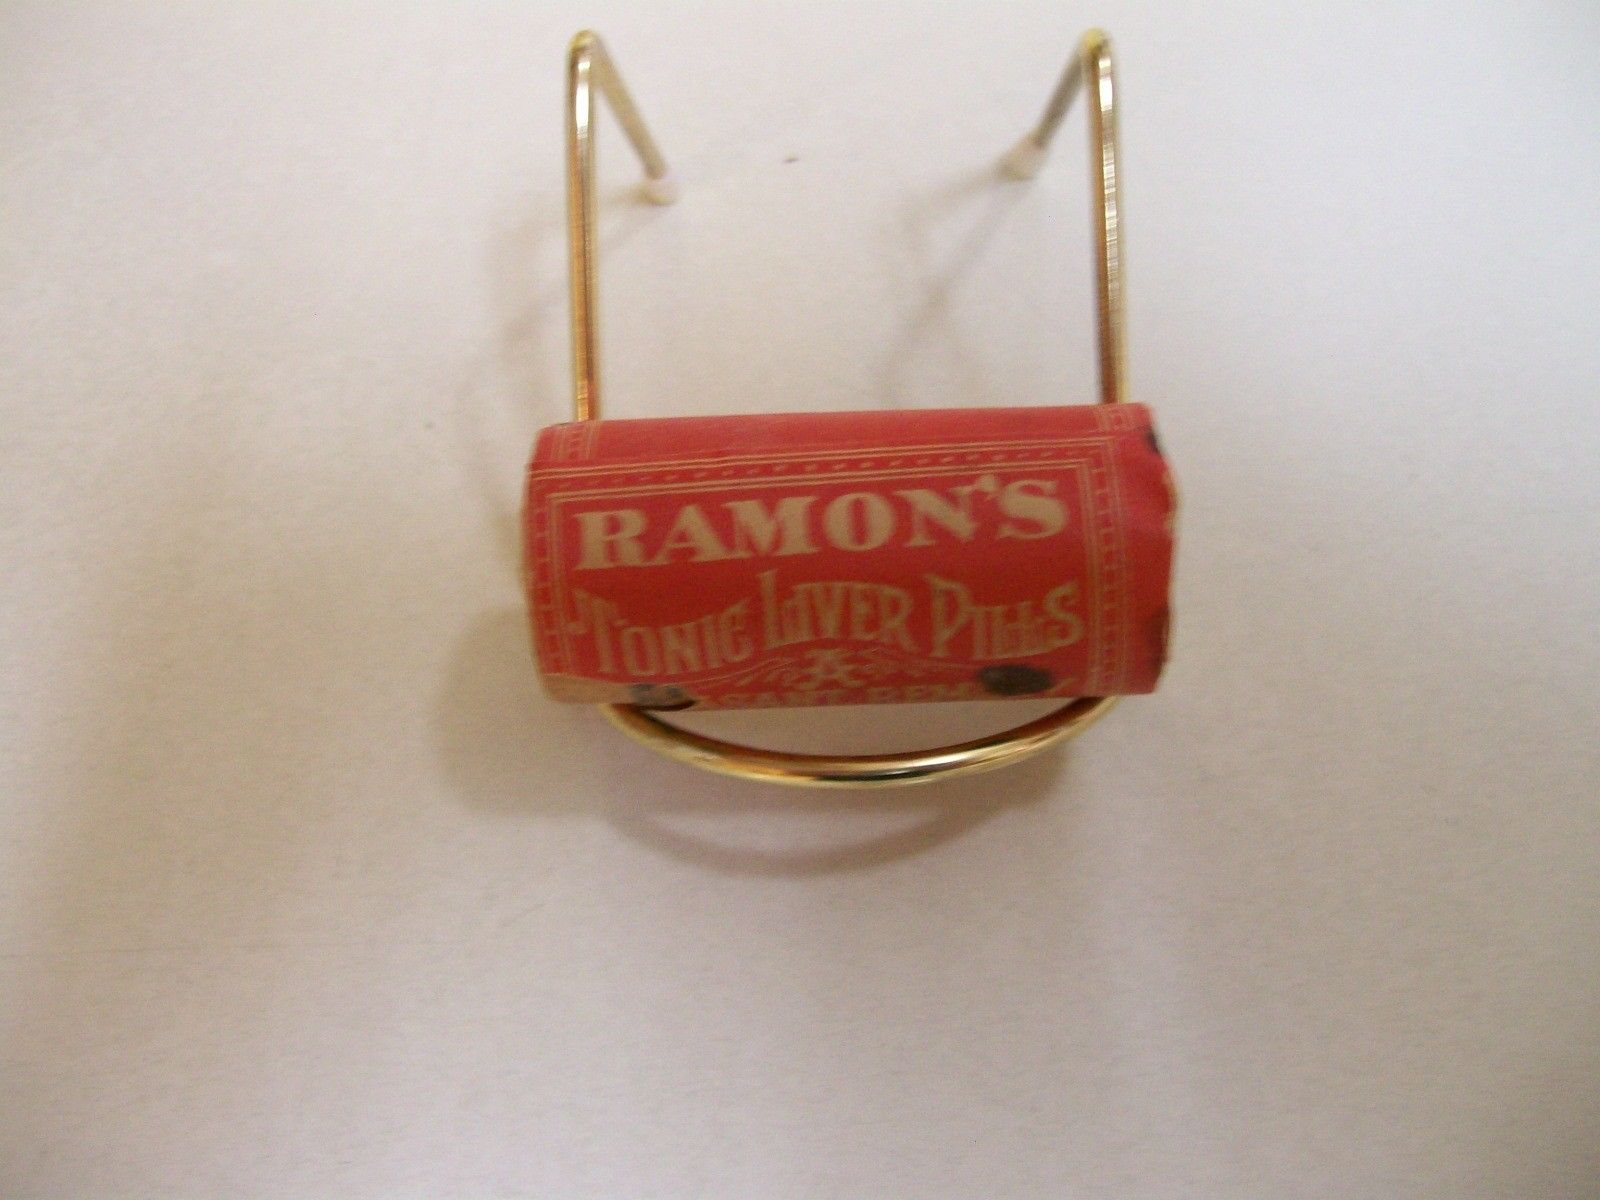 RAMON'S
TONIC LIVER PILLS
A